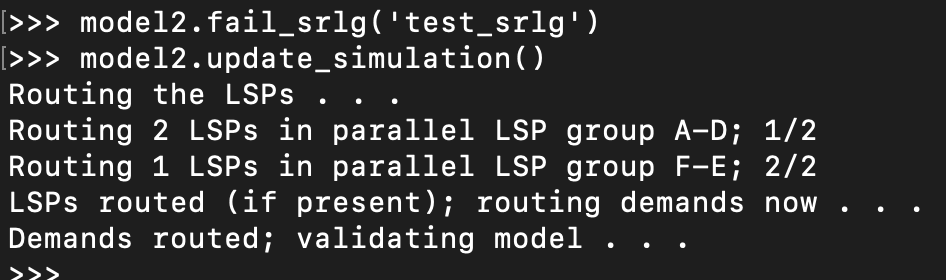 [>>> model2.fail_srlg('test_srlg')
[>>> model2.update_simulation()
Routing the LSPs . . .
Routing 2 LSPs in parallel LSP group A-D; 1/2
Routing 1 LSPs in parallel LSP group F-E; 2/2
LSPs routed (if present); routing demands now . . .
Demands routed; validating model . . .
>>>